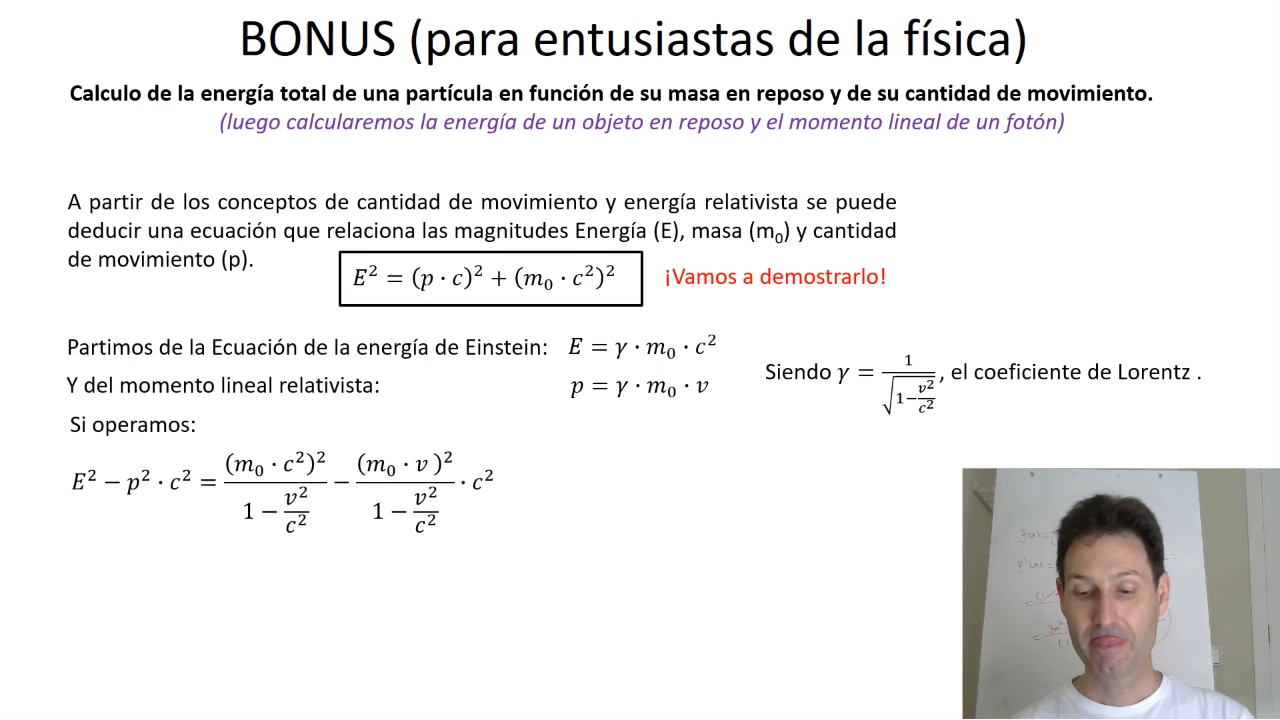 BONUS (para entusiastas de la física)
Calculo de la energía total de una partícula en función de su masa en reposo y de su cantidad de movimiento.
(luego calcularemos la energía de un objeto en reposo y el momento lineal de un fotón)
A partir de los conceptos de cantidad de movimiento y energía relativista se puede
deducir una ecuación que relaciona las magnitudes Energía (E), masa (m₀) y cantidad
de movimiento (p).
E² = (p · c)² + (m₀ · c²)²
¡Vamos a demostrarlo!
Partimos de la Ecuación de la energía de Einstein: E = γ · m₀ · c²
Y del momento lineal relativista: p = γ · m₀ · v
Siendo γ = 1/√(1−v²/c²), el coeficiente de Lorentz .
Si operamos:
E² − p² · c² = (m₀ · c²)²/(1 − v²/c²) − (m₀ · v )²/(1 − v²/c²) · c²